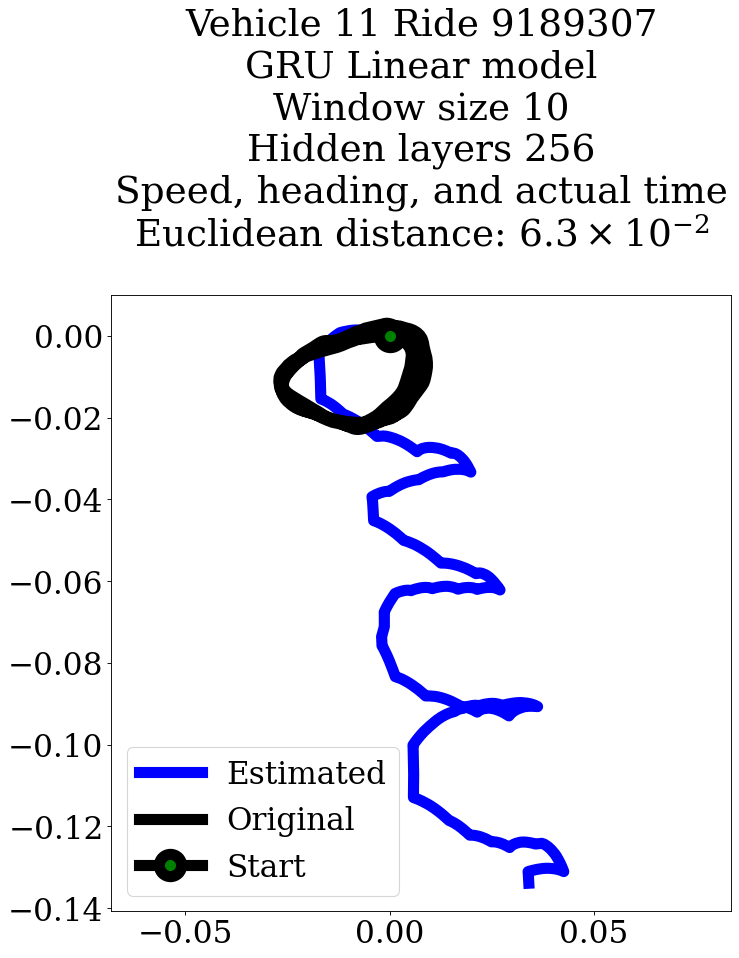 Vehicle 11 Ride 9189307
GRU Linear model
Window size 10
Hidden layers 256
Speed, heading, and actual time
Euclidean distance: 6.3 × 10⁻²
0.00
−0.02
−0.04
−0.06
−0.08
−0.10
−0.12
−0.14
Estimated
Original
Start
−0.05 0.00 0.05